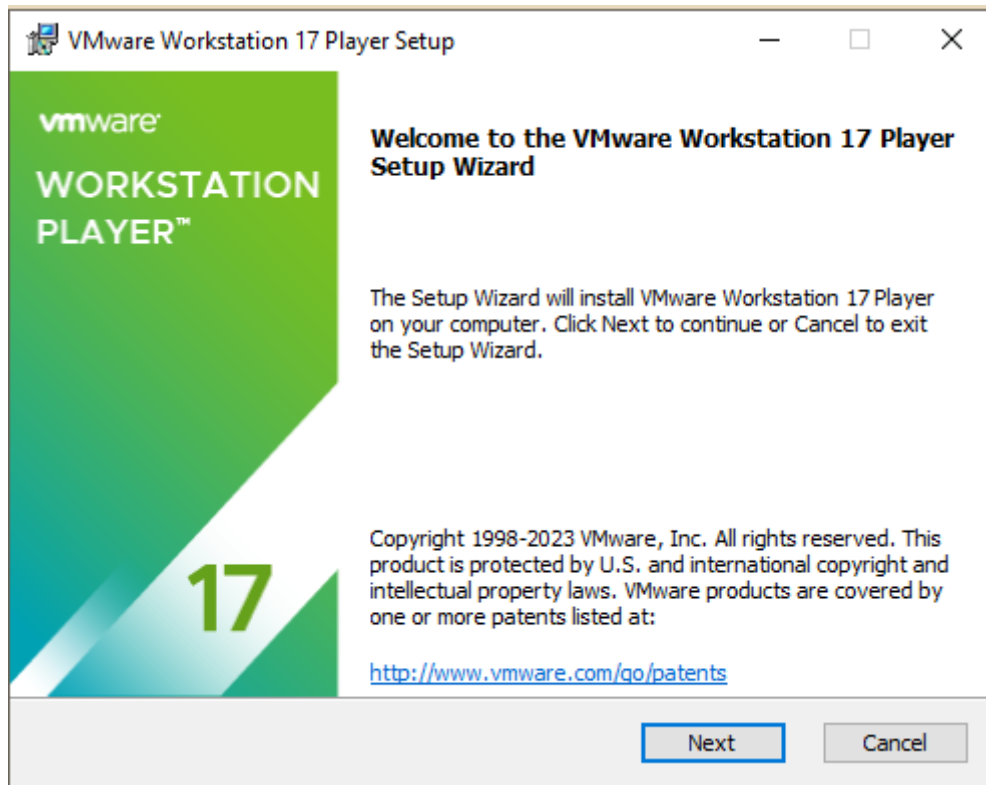 VMware Workstation 17 Player Setup
vmware®
WORKSTATION
PLAYER™
Welcome to the VMware Workstation 17 Player
Setup Wizard
The Setup Wizard will install VMware Workstation 17 Player
on your computer. Click Next to continue or Cancel to exit
the Setup Wizard.
Copyright 1998-2023 VMware, Inc. All rights reserved. This
product is protected by U.S. and international copyright and
intellectual property laws. VMware products are covered by
one or more patents listed at:
http://www.vmware.com/go/patents
17
Next
Cancel